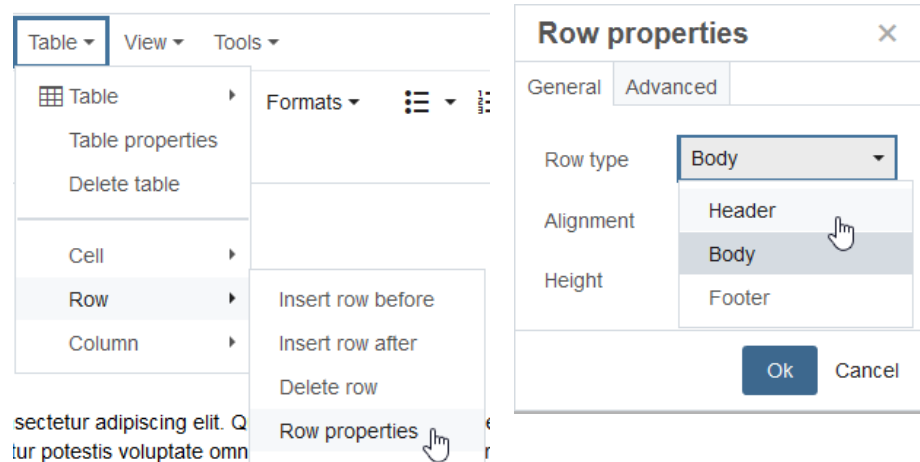 Table View Tools
Table
Formats
Table properties
Delete table
Cell
Row
Column
Insert row before
Insert row after
Delete row
Row properties
sectetur adipiscing elit. Q
tur potestis voluptate omn
Row properties
General Advanced
Row type Body
Header
Alignment
Body
Height
Footer
Ok Cancel